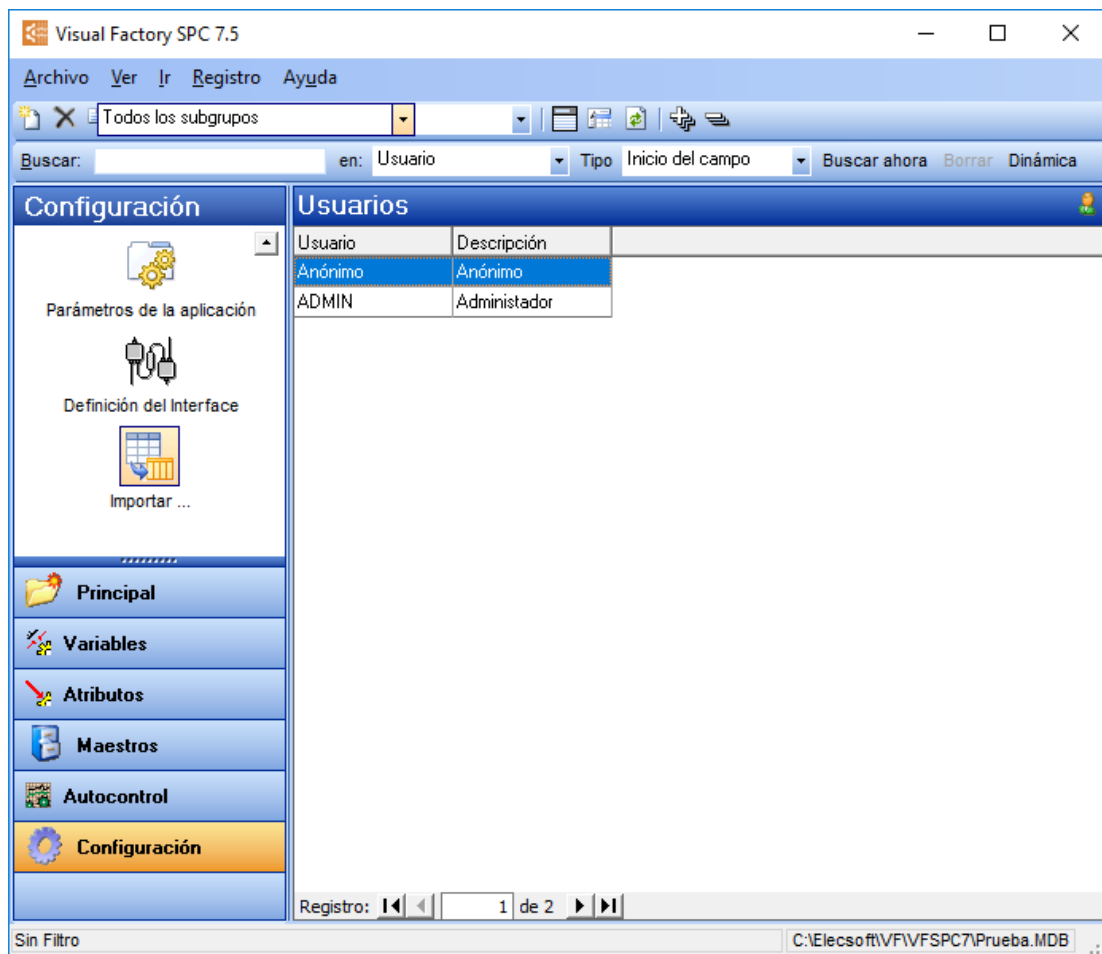 Visual Factory SPC 7.5
Archivo Ver Ir Registro Ayuda
Todos los subgrupos
Buscar: en: Usuario Tipo Inicio del campo Buscar ahora Borrar Dinámica
Configuración
Parámetros de la aplicación
Definición del Interface
Importar ...
Principal
Variables
Atributos
Maestros
Autocontrol
Configuración
Usuarios
Usuario Descripción
Anónimo Anónimo
ADMIN Administador
Registro: 1 de 2
Sin Filtro C:\Elecsoft\VF\VFSPC7\Prueba.MDB